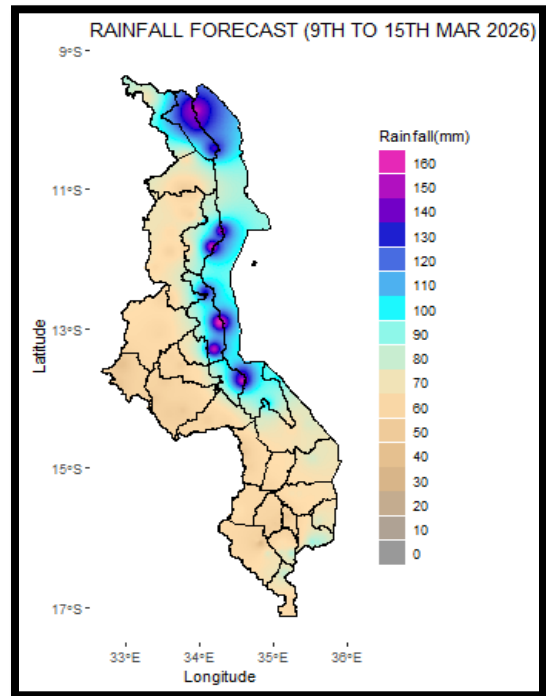 RAINFALL FORECAST (9TH TO 15TH MAR 2026)
9°S
11°S
13°S
15°S
17°S
Latitude
33°E 34°E 35°E 36°E
Longitude
Rainfall(mm)
160
150
140
130
120
110
100
90
80
70
60
50
40
30
20
10
0